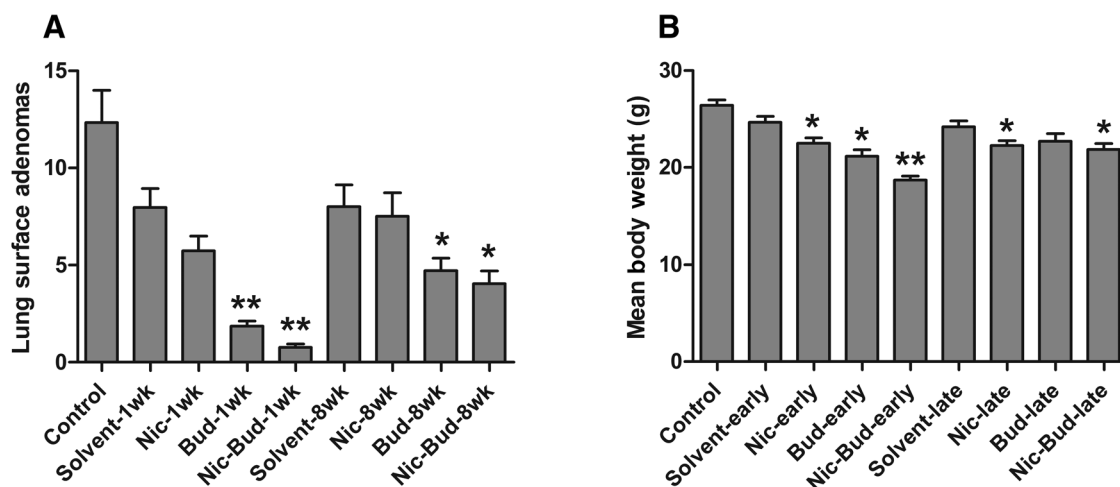 A
Lung surface adenomas
15
10
5
0
**
**
*
*
Control
Solvent-1wk
Nic-1wk
Bud-1wk
Nic-Bud-1wk
Solvent-8wk
Nic-8wk
Bud-8wk
Nic-Bud-8wk
B
Mean body weight (g)
30
20
10
0
*
*
**
*
*
Control
Solvent-early
Nic-early
Bud-early
Nic-Bud-early
Solvent-late
Nic-late
Bud-late
Nic-Bud-late